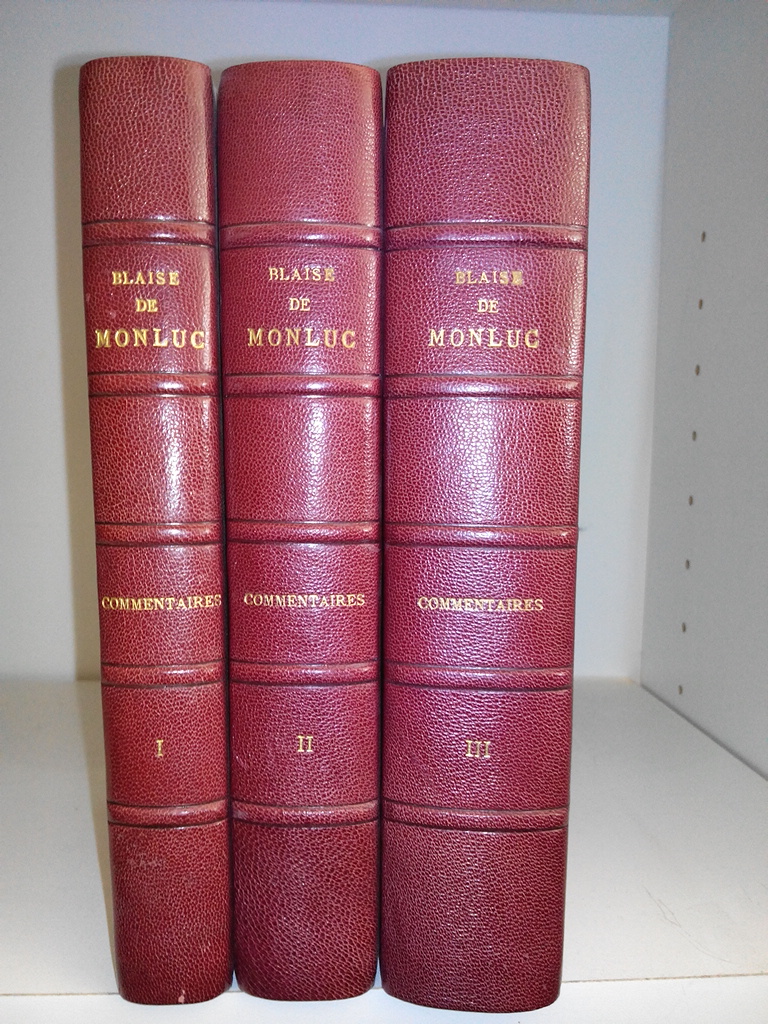 BLAISE
DE
MONLUC
COMMENTAIRES
I
BLAISE
DE
MONLUC
COMMENTAIRES
II
BLAISE
DE
MONLUC
COMMENTAIRES
III